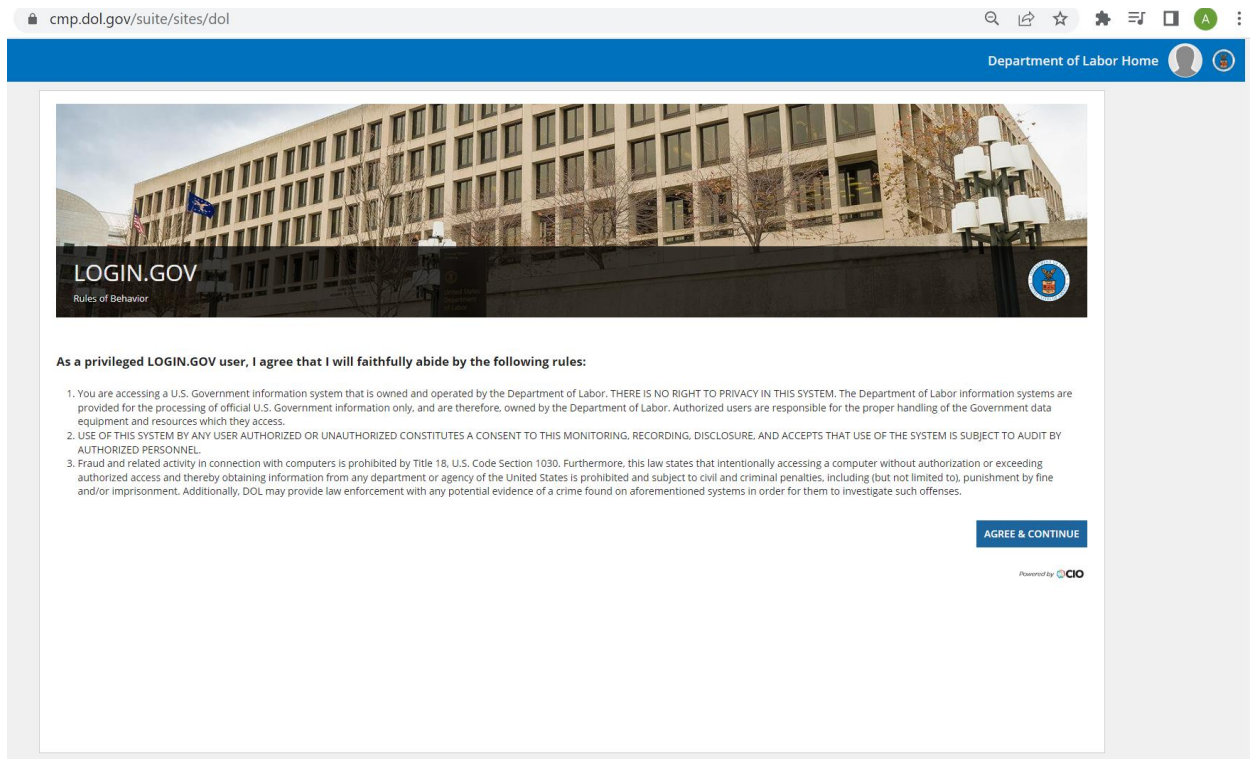 cmp.dol.gov/suite/sites/dol
A
Department of Labor Home
LOGIN.GOV
Rules of Behavior
As a privileged LOGIN.GOV user, I agree that I will faithfully abide by the following rules:
1. You are accessing a U.S. Government information system that is owned and operated by the Department of Labor. THERE IS NO RIGHT TO PRIVACY IN THIS SYSTEM. The Department of Labor information systems are
provided for the processing of official U.S. Government information only, and are therefore, owned by the Department of Labor. Authorized users are responsible for the proper handling of the Government data
equipment and resources which they access.
2. USE OF THIS SYSTEM BY ANY USER AUTHORIZED OR UNAUTHORIZED CONSTITUTES A CONSENT TO THIS MONITORING, RECORDING, DISCLOSURE, AND ACCEPTS THAT USE OF THE SYSTEM IS SUBJECT TO AUDIT BY
AUTHORIZED PERSONNEL.
3. Fraud and related activity in connection with computers is prohibited by Title 18, U.S. Code Section 1030. Furthermore, this law states that intentionally accessing a computer without authorization or exceeding
authorized access and thereby obtaining information from any department or agency of the United States is prohibited and subject to civil and criminal penalties, including (but not limited to), punishment by fine
and/or imprisonment. Additionally, DOL may provide law enforcement with any potential evidence of a crime found on aforementioned systems in order for them to investigate such offenses.
AGREE & CONTINUE
Powered by OCIO